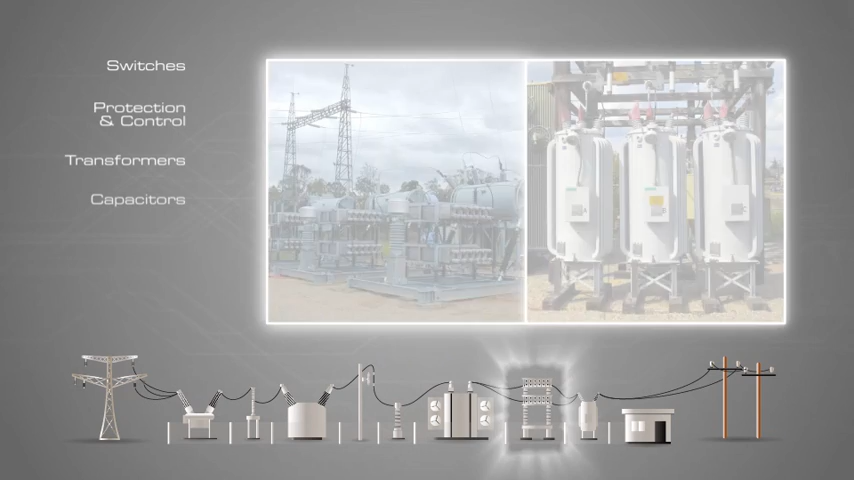 Switches
Protection
& Control
Transformers
Capacitors